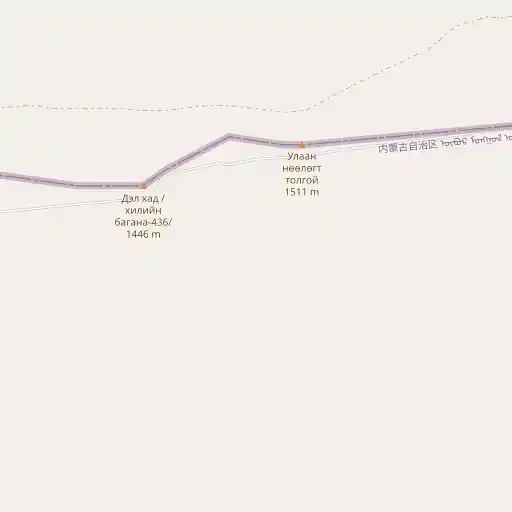 内蒙古自治区
Улаан
нөөлөгт
толгой
1511 m
Дэл хад /
хилийн
багана-436/
1446 m